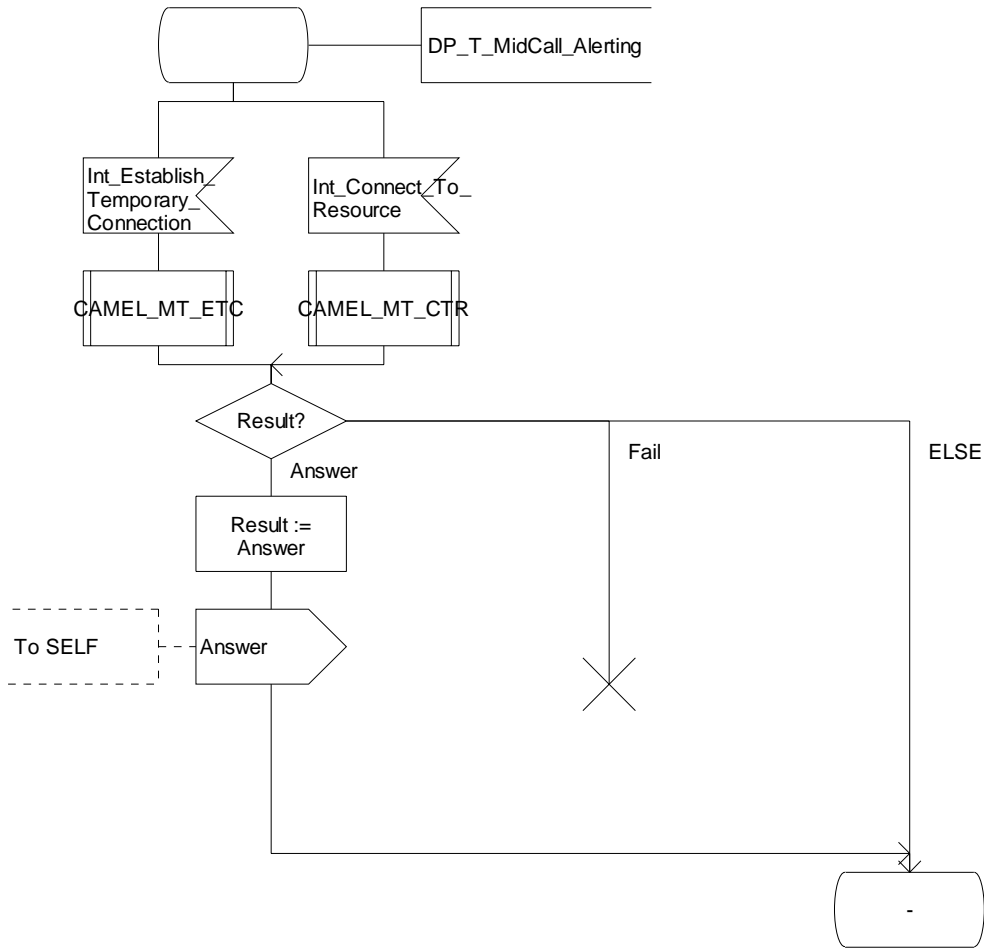 DP_T_MidCall_Alerting
Int_Establish_
Temporary_
Connection
Int_Connect_To_
Resource
CAMEL_MT_ETC
CAMEL_MT_CTR
Result?
Fail
ELSE
Answer
Result :=
Answer
To SELF
Answer
-